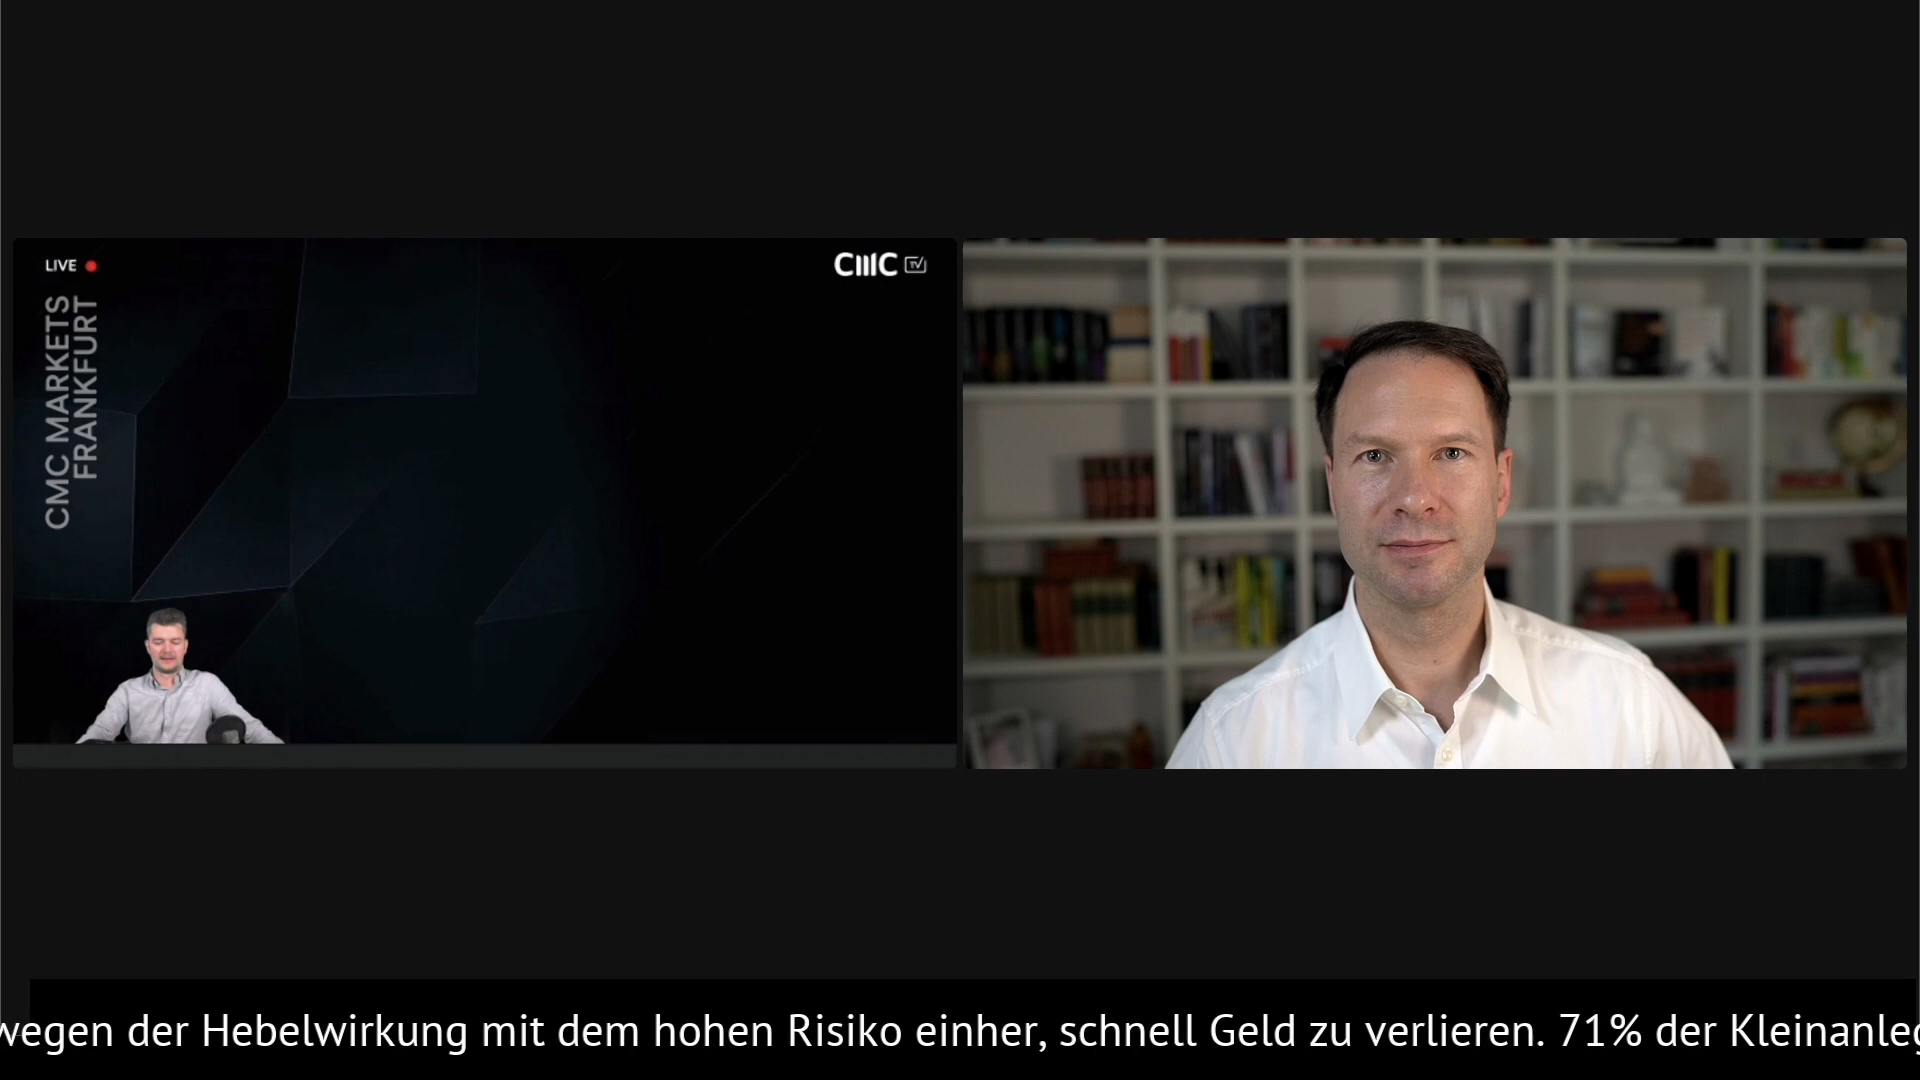 LIVE
CMC TV
CMC MARKETS
FRANKFURT
wegen der Hebelwirkung mit dem hohen Risiko einher, schnell Geld zu verlieren. 71% der Kleinanleg